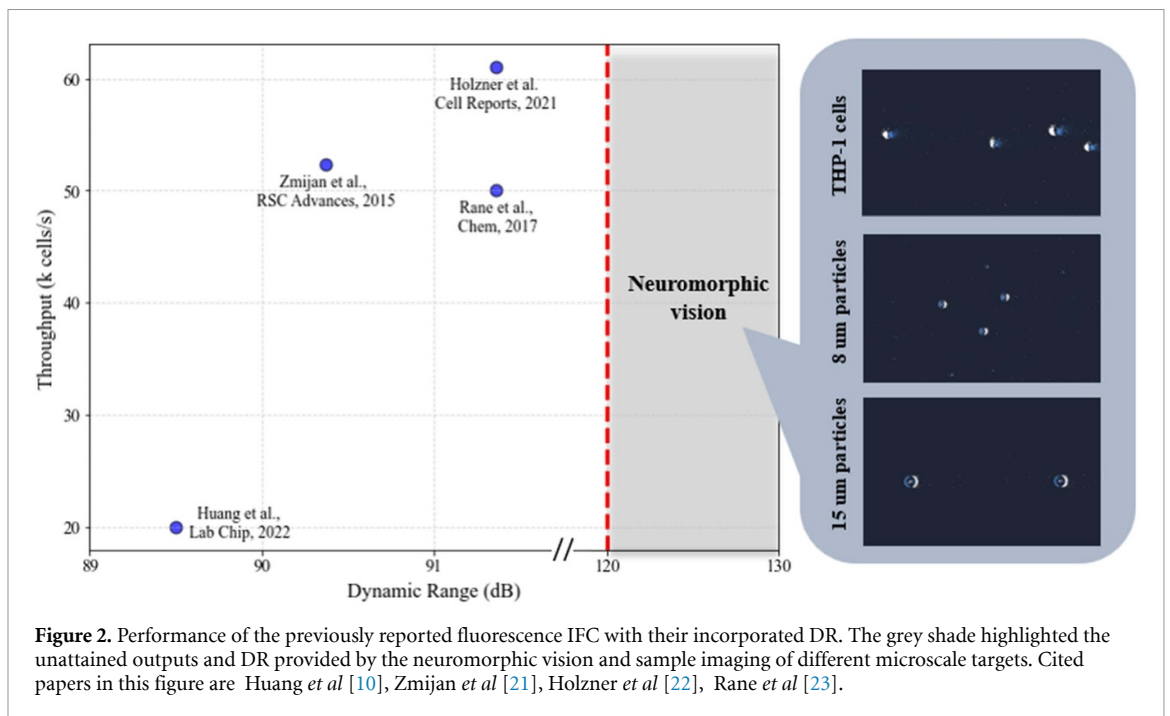 60
50
40
30
20
Throughput (k cells/s)
Holzner et al.
Cell Reports, 2021
Zmijan et al.,
RSC Advances, 2015
Rane et al.,
Chem, 2017
Huang et al.,
Lab Chip, 2022
Neuromorphic
vision
89
90
91
//
120
130
Dynamic Range (dB)
THP-1 cells
8 um particles
15 um particles
Figure 2. Performance of the previously reported fluorescence IFC with their incorporated DR. The grey shade highlighted the
unattained outputs and DR provided by the neuromorphic vision and sample imaging of different microscale targets. Cited
papers in this figure are Huang et al [10], Zmijan et al [21], Holzner et al [22], Rane et al [23].